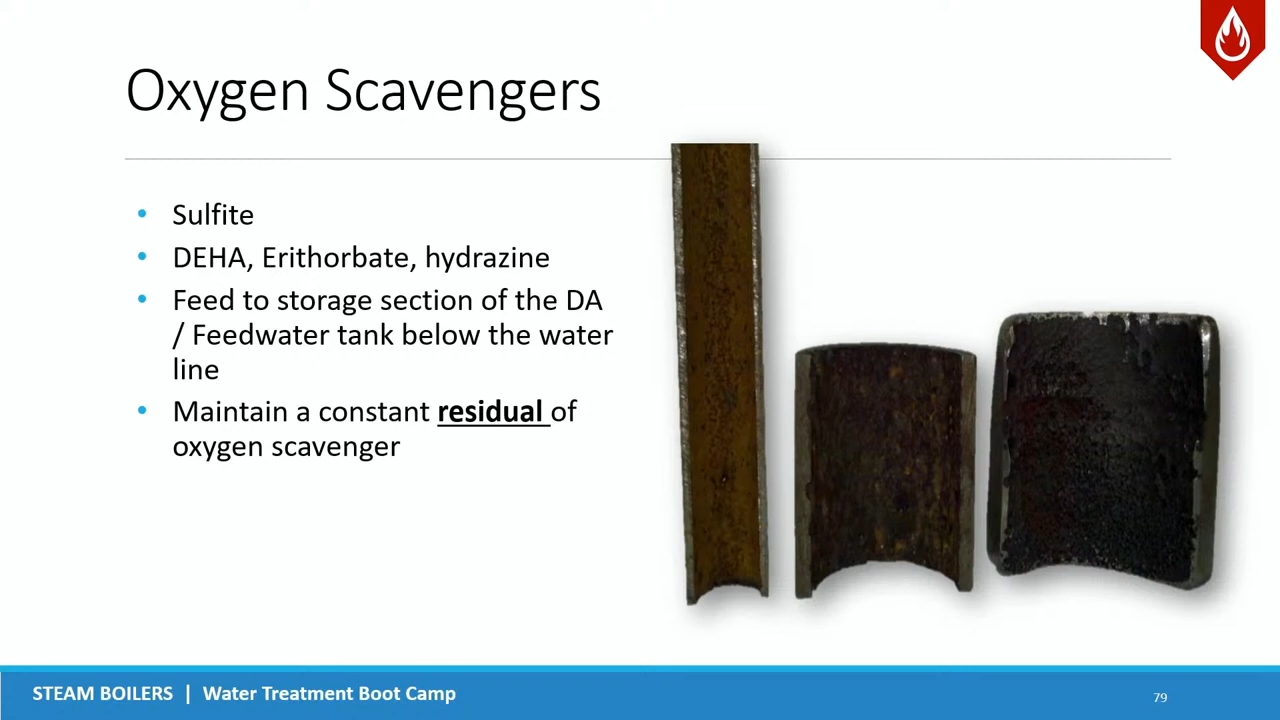 Oxygen Scavengers
• Sulfite
• DEHA, Erithorbate, hydrazine
• Feed to storage section of the DA
/ Feedwater tank below the water
line
• Maintain a constant residual of
oxygen scavenger
STEAM BOILERS | Water Treatment Boot Camp
79